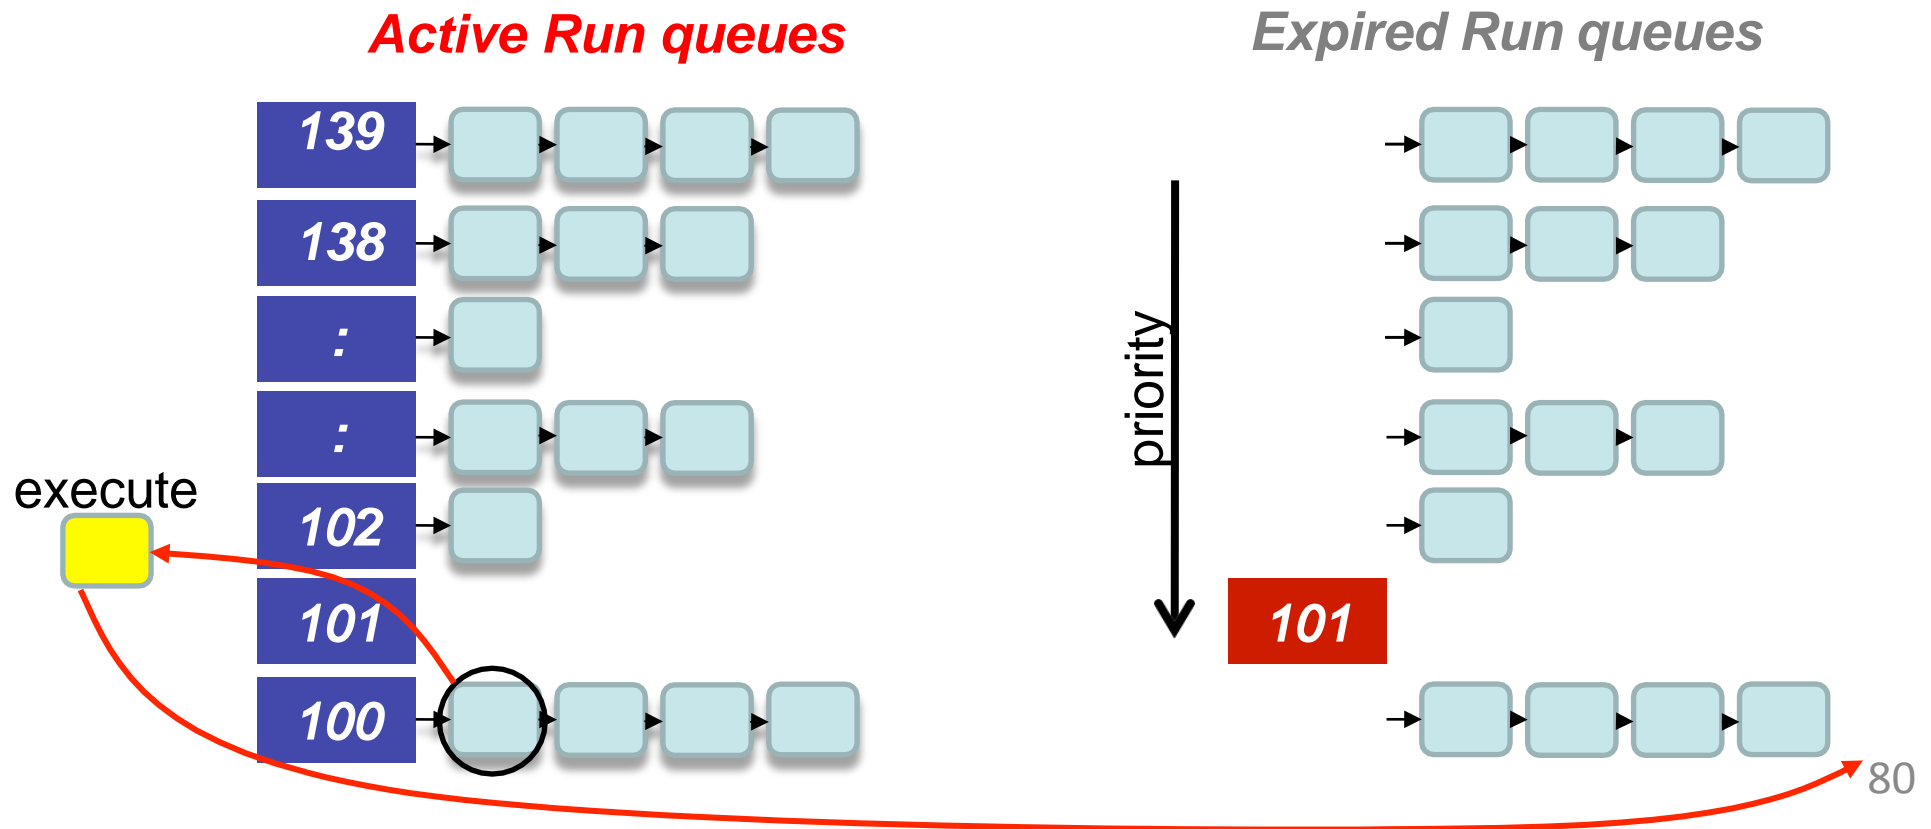 Active Run queues
Expired Run queues
139
138
:
:
execute
102
101
100
priority
101
80